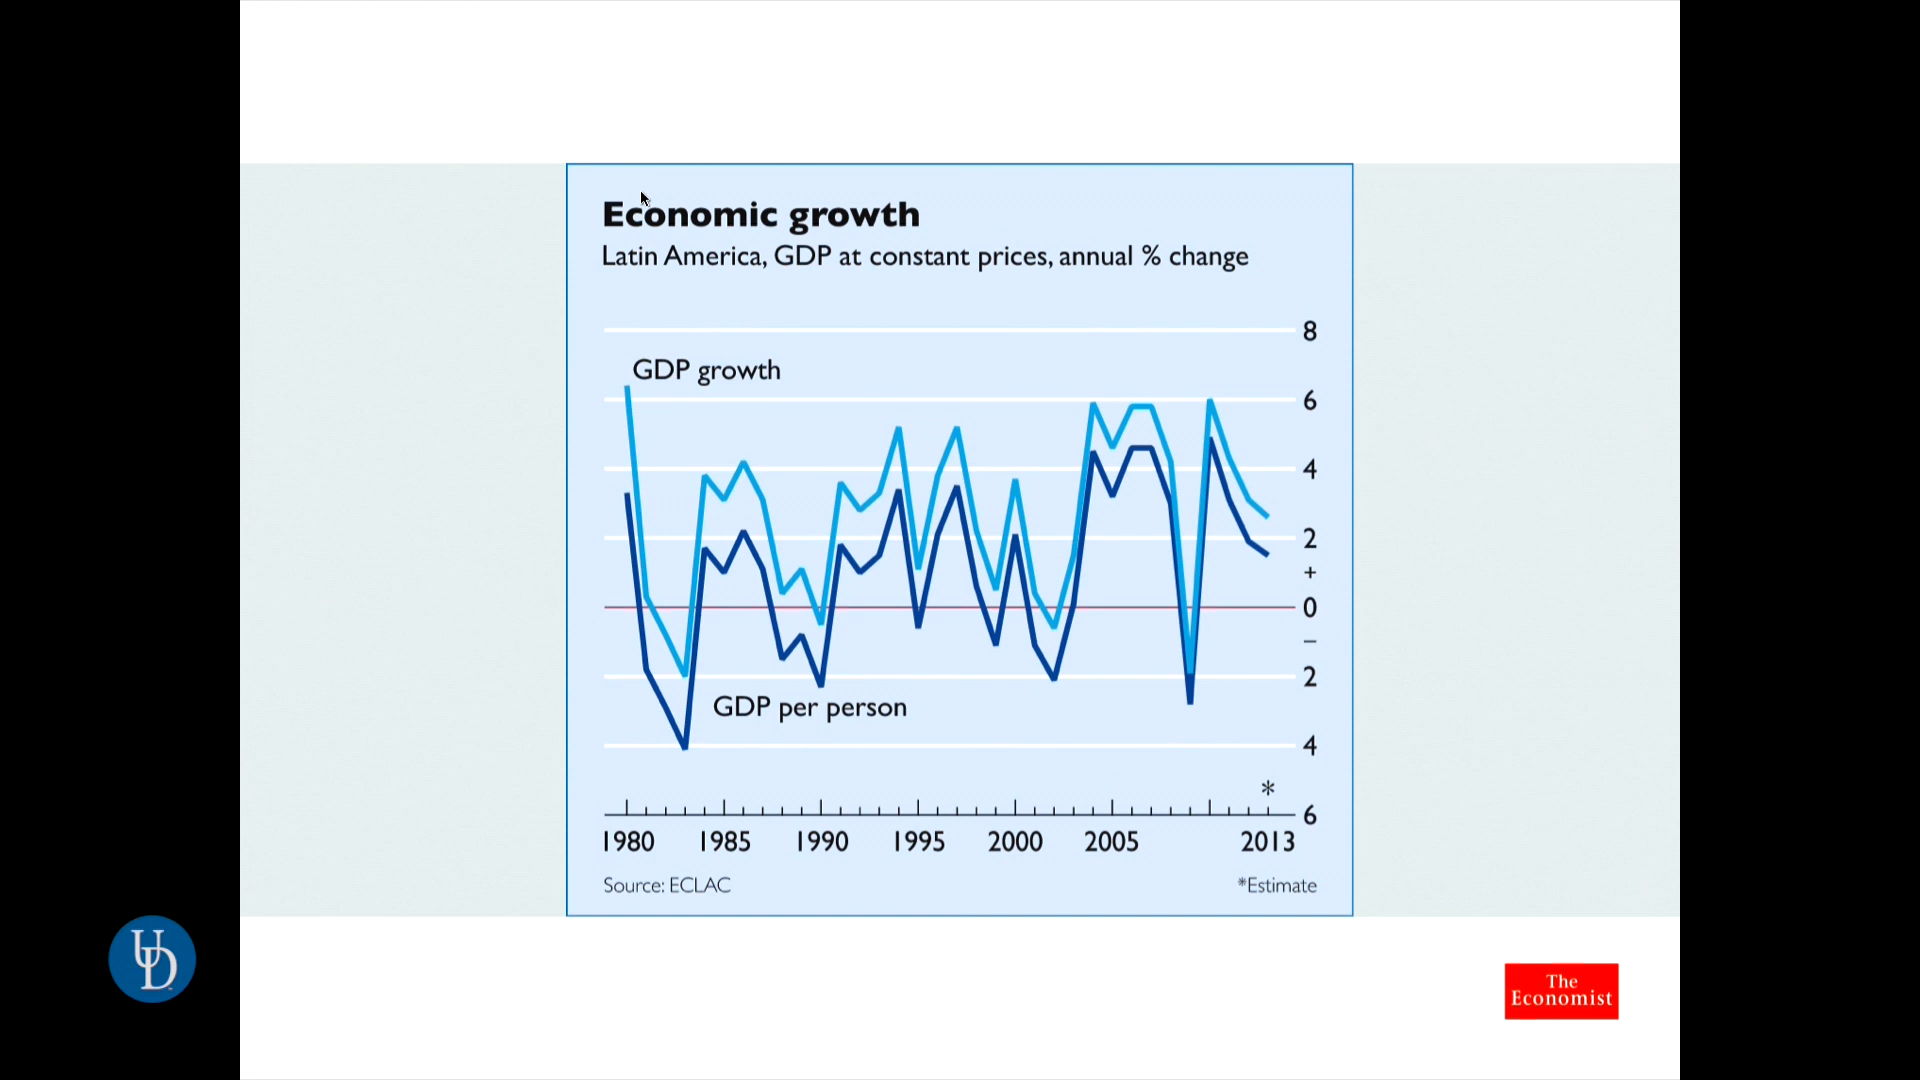 Economic growth
Latin America, GDP at constant prices, annual % change
8
GDP growth
6
4
2
+
0
–
2
GDP per person
4
*
6
1980 1985 1990 1995 2000 2005 2013
Source: ECLAC *Estimate
UD
The
Economist